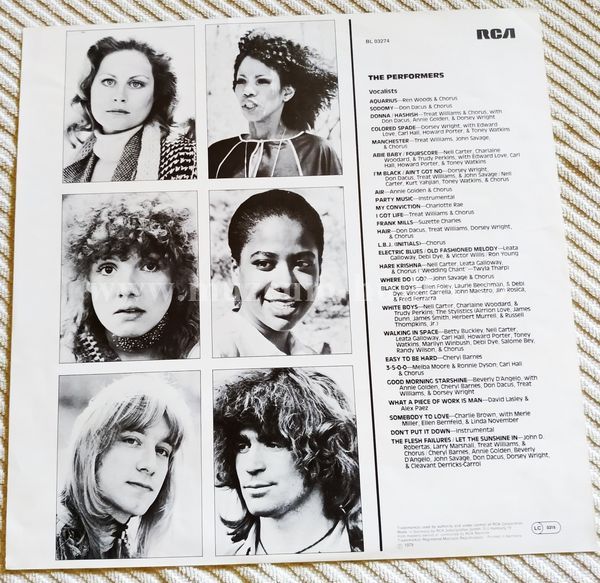 RCA
BL 03274
THE PERFORMERS
Vocalists
AQUARIUS—Ren Woods & Chorus
SODOMY—Don Dacus & Chorus
DONNA / HASHISH—Treat Williams & Chorus, with
Don Dacus, Annie Golden, & Dorsey Wright
COLORED SPADE—Dorsey Wright, with Edward
Love, Carl Hall, Howard Porter, & Toney Watkins
MANCHESTER—Treat Williams, John Savage,
& Chorus
ABIE BABY / FOURSCORE—Nell Carter, Charlaine
Woodard, & Trudy Perkins, with Edward Love, Carl
Hall, Howard Porter, & Toney Watkins
I'M BLACK / AIN'T GOT NO—Dorsey Wright,
Don Dacus, Treat Williams, & John Savage; Nell
Carter, Kurt Yahjian, Toney Watkins, & Chorus
AIR—Annie Golden & Chorus
PARTY MUSIC—Instrumental
MY CONVICTION—Charlotte Rae
I GOT LIFE—Treat Williams & Chorus
FRANK MILLS—Suzette Charles
HAIR—Don Dacus, Treat Williams, Dorsey Wright,
& Chorus
L.B.J. (INITIALS)—Chorus
ELECTRIC BLUES / OLD FASHIONED MELODY—Leata
Galloway, Debi Dye, & Victor Willis; Ron Young
HARE KRISHNA—Nell Carter, Leata Galloway,
& Chorus / "Wedding Chant"—Twyla Tharp
WHERE DO I GO?—John Savage & Chorus
BLACK BOYS—Ellen Foley, Laurie Beechman, & Debi
Dye; Vincent Carrella, John Maestro, Jim Rosica,
& Fred Ferrarra
WHITE BOYS—Nell Carter, Charlaine Woodard, &
Trudy Perkins; The Stylistics (Airrion Love, James
Dunn, James Smith, Herbert Murrell, & Russell
Thompkins, Jr.)
WALKING IN SPACE—Betty Buckley, Nell Carter,
Leata Galloway, Carl Hall, Howard Porter, Toney
Watkins, Marilyn Winbush, Debi Dye, Salome Bey,
Randy Wilson, & Chorus
EASY TO BE HARD—Cheryl Barnes
3-5-0-0—Melba Moore & Ronnie Dyson; Carl Hall
& Chorus
GOOD MORNING STARSHINE—Beverly D'Angelo, with
Annie Golden, Cheryl Barnes, Don Dacus, Treat
Williams, & Dorsey Wright
WHAT A PIECE OF WORK IS MAN—David Lasley &
Alex Paez
SOMEBODY TO LOVE—Charlie Brown, with Merle
Miller, Ellen Bernfeld, & Linda November
DON'T PUT IT DOWN—Instrumental
THE FLESH FAILURES / LET THE SUNSHINE IN—John D.
Robertas, Larry Marshall, Treat Williams, &
Chorus; Cheryl Barnes, Annie Golden, Beverly
D'Angelo, John Savage, Don Dacus, Dorsey Wright,
& Cleavant Derricks-Carroll
LC 0316